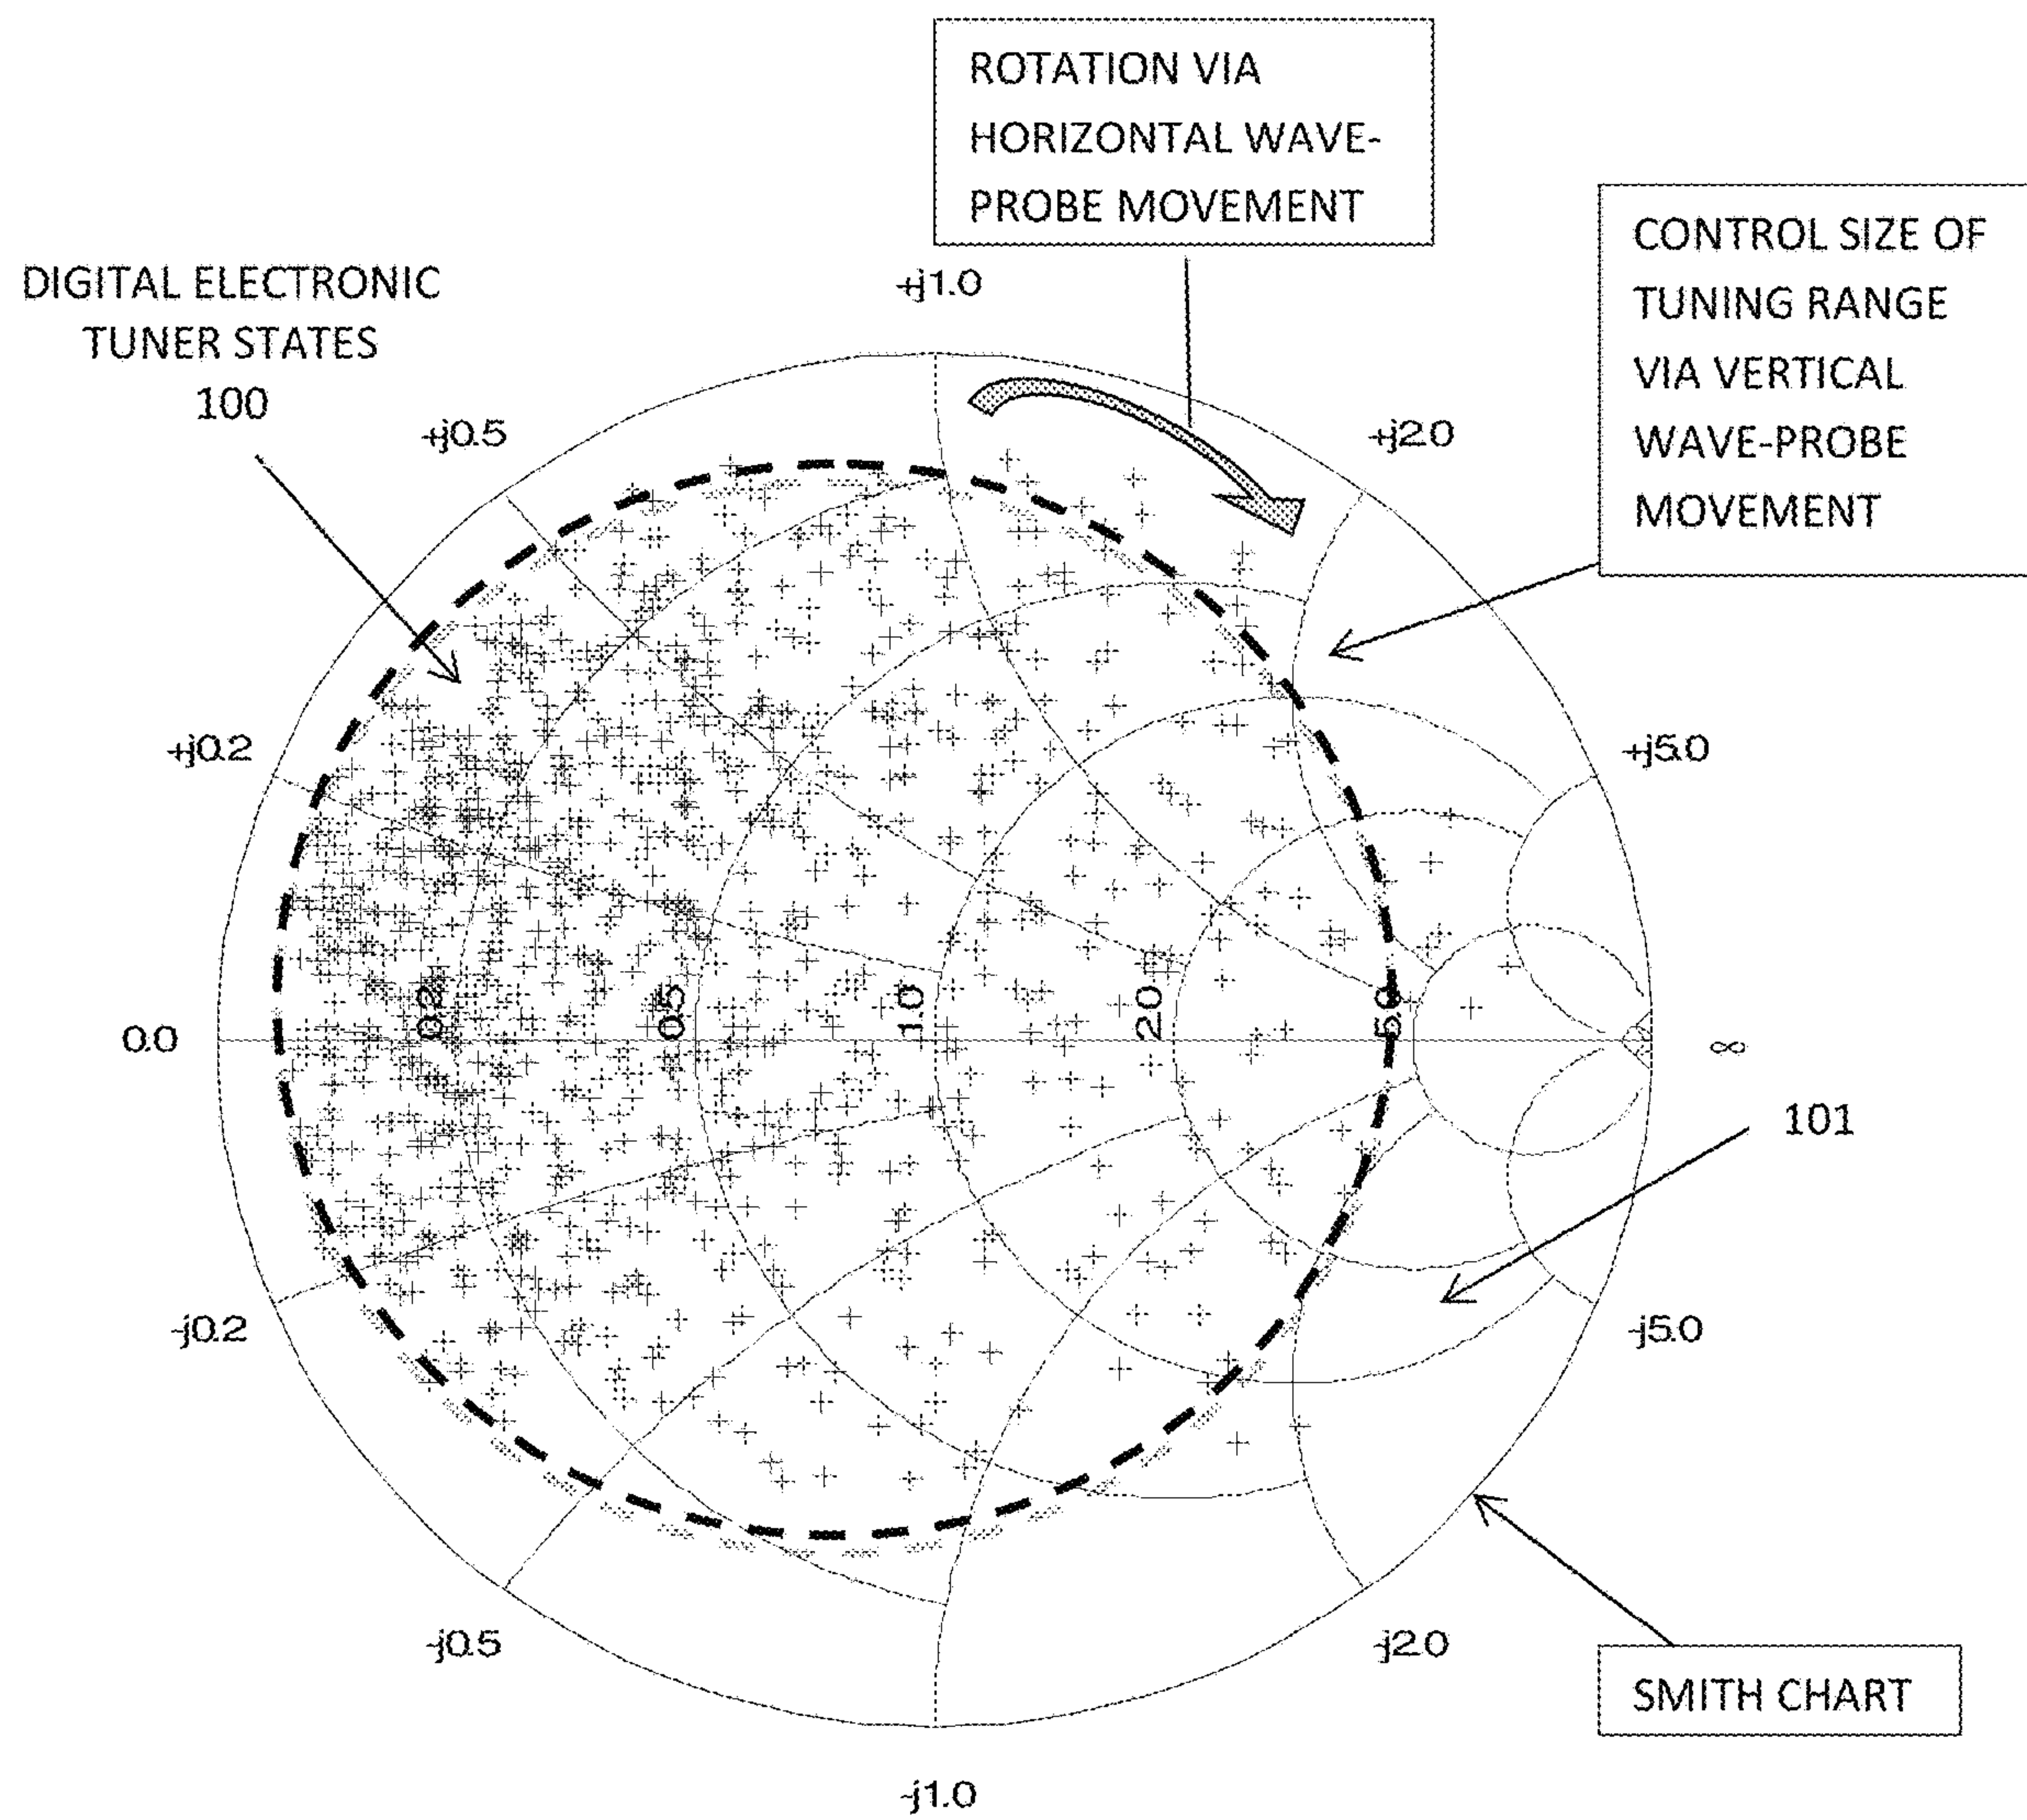 ROTATION VIA
HORIZONTAL WAVE-
PROBE MOVEMENT
CONTROL SIZE OF
TUNING RANGE
VIA VERTICAL
WAVE-PROBE
MOVEMENT
DIGITAL ELECTRONIC
TUNER STATES
100
+j1.0
+j0.5
+j2.0
+j0.2
+j5.0
0.0
0.2
0.5
1.0
2.0
5.0
∞
101
-j0.2
-j5.0
-j0.5
-j2.0
SMITH CHART
-j1.0